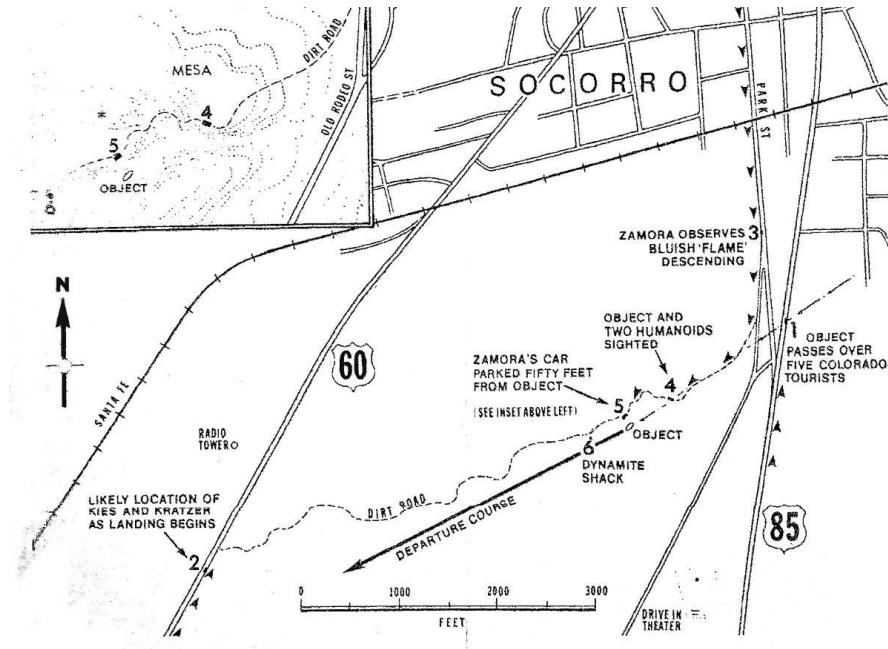 DIRT ROAD
MESA
OLD RODEO ST
4
5
OBJECT
SOCORRO
PARK ST
3
ZAMORA OBSERVES
BLUISH 'FLAME'
DESCENDING
N
OBJECT AND
TWO HUMANOIDS
SIGHTED
1
OBJECT
PASSES OVER
FIVE COLORADO
TOURISTS
60
ZAMORA'S CAR
PARKED FIFTY FEET
FROM OBJECT
(SEE INSET ABOVE LEFT)
4
5
OBJECT
SANTA FE
RADIO
TOWER
6
DYNAMITE
SHACK
LIKELY LOCATION OF
KIES AND KRATZER
AS LANDING BEGINS
DIRT ROAD
DEPARTURE COURSE
85
2
0 1000 2000 3000
FEET
DRIVE IN
THEATER